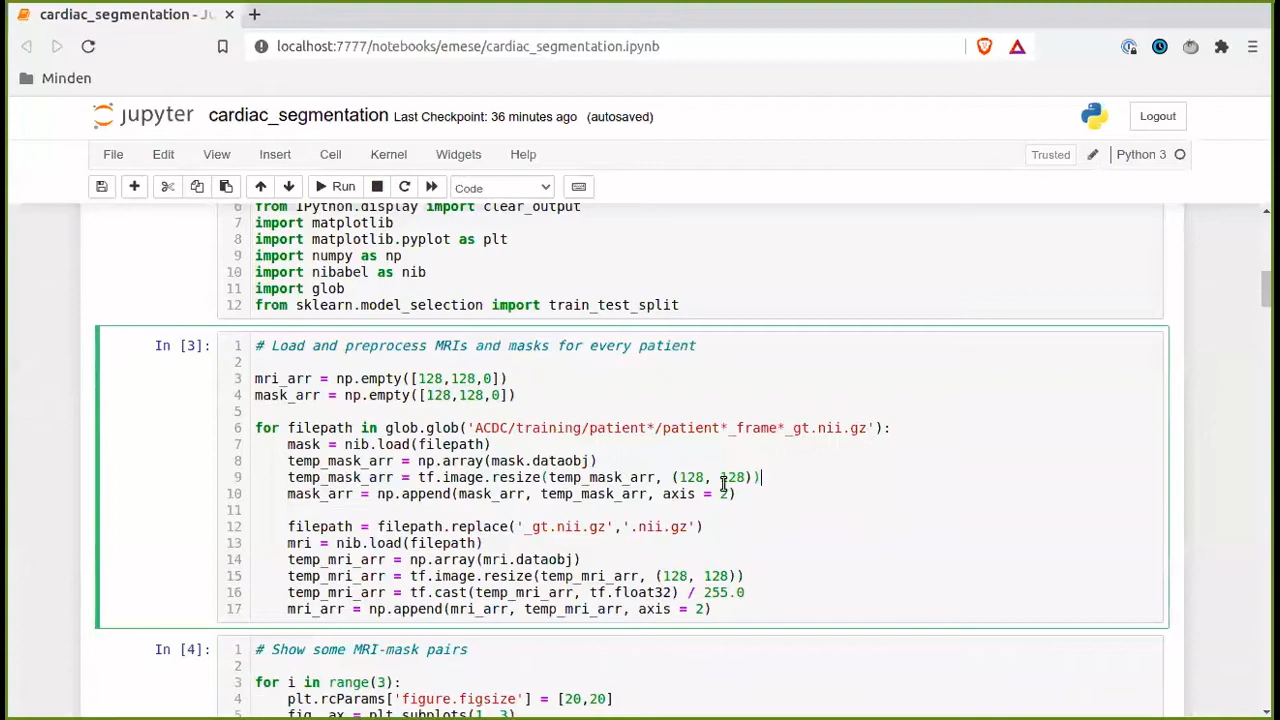 cardiac_segmentation - Ju
localhost:7777/notebooks/emese/cardiac_segmentation.ipynb
Minden
jupyter cardiac_segmentation Last Checkpoint: 36 minutes ago (autosaved) Logout
File Edit View Insert Cell Kernel Widgets Help Trusted Python 3
Run Code
6 from IPython.display import clear_output
7 import matplotlib
8 import matplotlib.pyplot as plt
9 import numpy as np
10 import nibabel as nib
11 import glob
12 from sklearn.model_selection import train_test_split
In [3]: 1 # Load and preprocess MRIs and masks for every patient
2
3 mri_arr = np.empty([128,128,0])
4 mask_arr = np.empty([128,128,0])
5
6 for filepath in glob.glob('ACDC/training/patient*/patient*_frame*_gt.nii.gz'):
7 mask = nib.load(filepath)
8 temp_mask_arr = np.array(mask.dataobj)
9 temp_mask_arr = tf.image.resize(temp_mask_arr, (128, 128))
10 mask_arr = np.append(mask_arr, temp_mask_arr, axis = 2)
11
12 filepath = filepath.replace('_gt.nii.gz','.nii.gz')
13 mri = nib.load(filepath)
14 temp_mri_arr = np.array(mri.dataobj)
15 temp_mri_arr = tf.image.resize(temp_mri_arr, (128, 128))
16 temp_mri_arr = tf.cast(temp_mri_arr, tf.float32) / 255.0
17 mri_arr = np.append(mri_arr, temp_mri_arr, axis = 2)
In [4]: 1 # Show some MRI-mask pairs
2
3 for i in range(3):
4 plt.rcParams['figure.figsize'] = [20,20]
5 fig, ax = plt.subplots(1, 3)